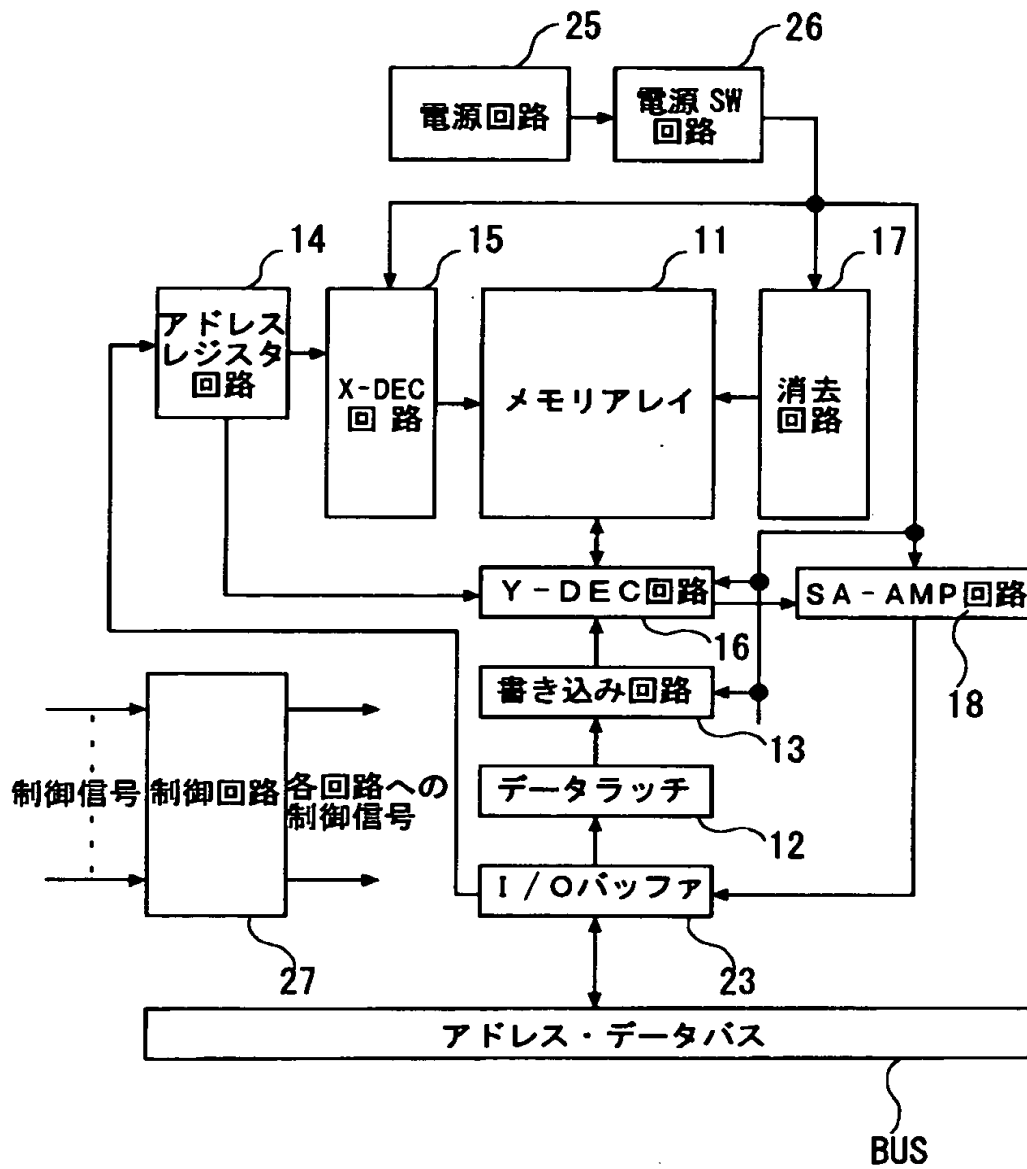 25
26
電源回路
電源SW
回路
14
15
11
17
アドレス
レジスタ
回路
X-DEC
回路
メモリアレイ
消去
回路
Y-DEC回路
SA-AMP回路
16
18
書き込み回路
13
制御信号
制御回路
各回路への
制御信号
データラッチ
12
I/Oバッファ
27
23
アドレス・データバス
BUS